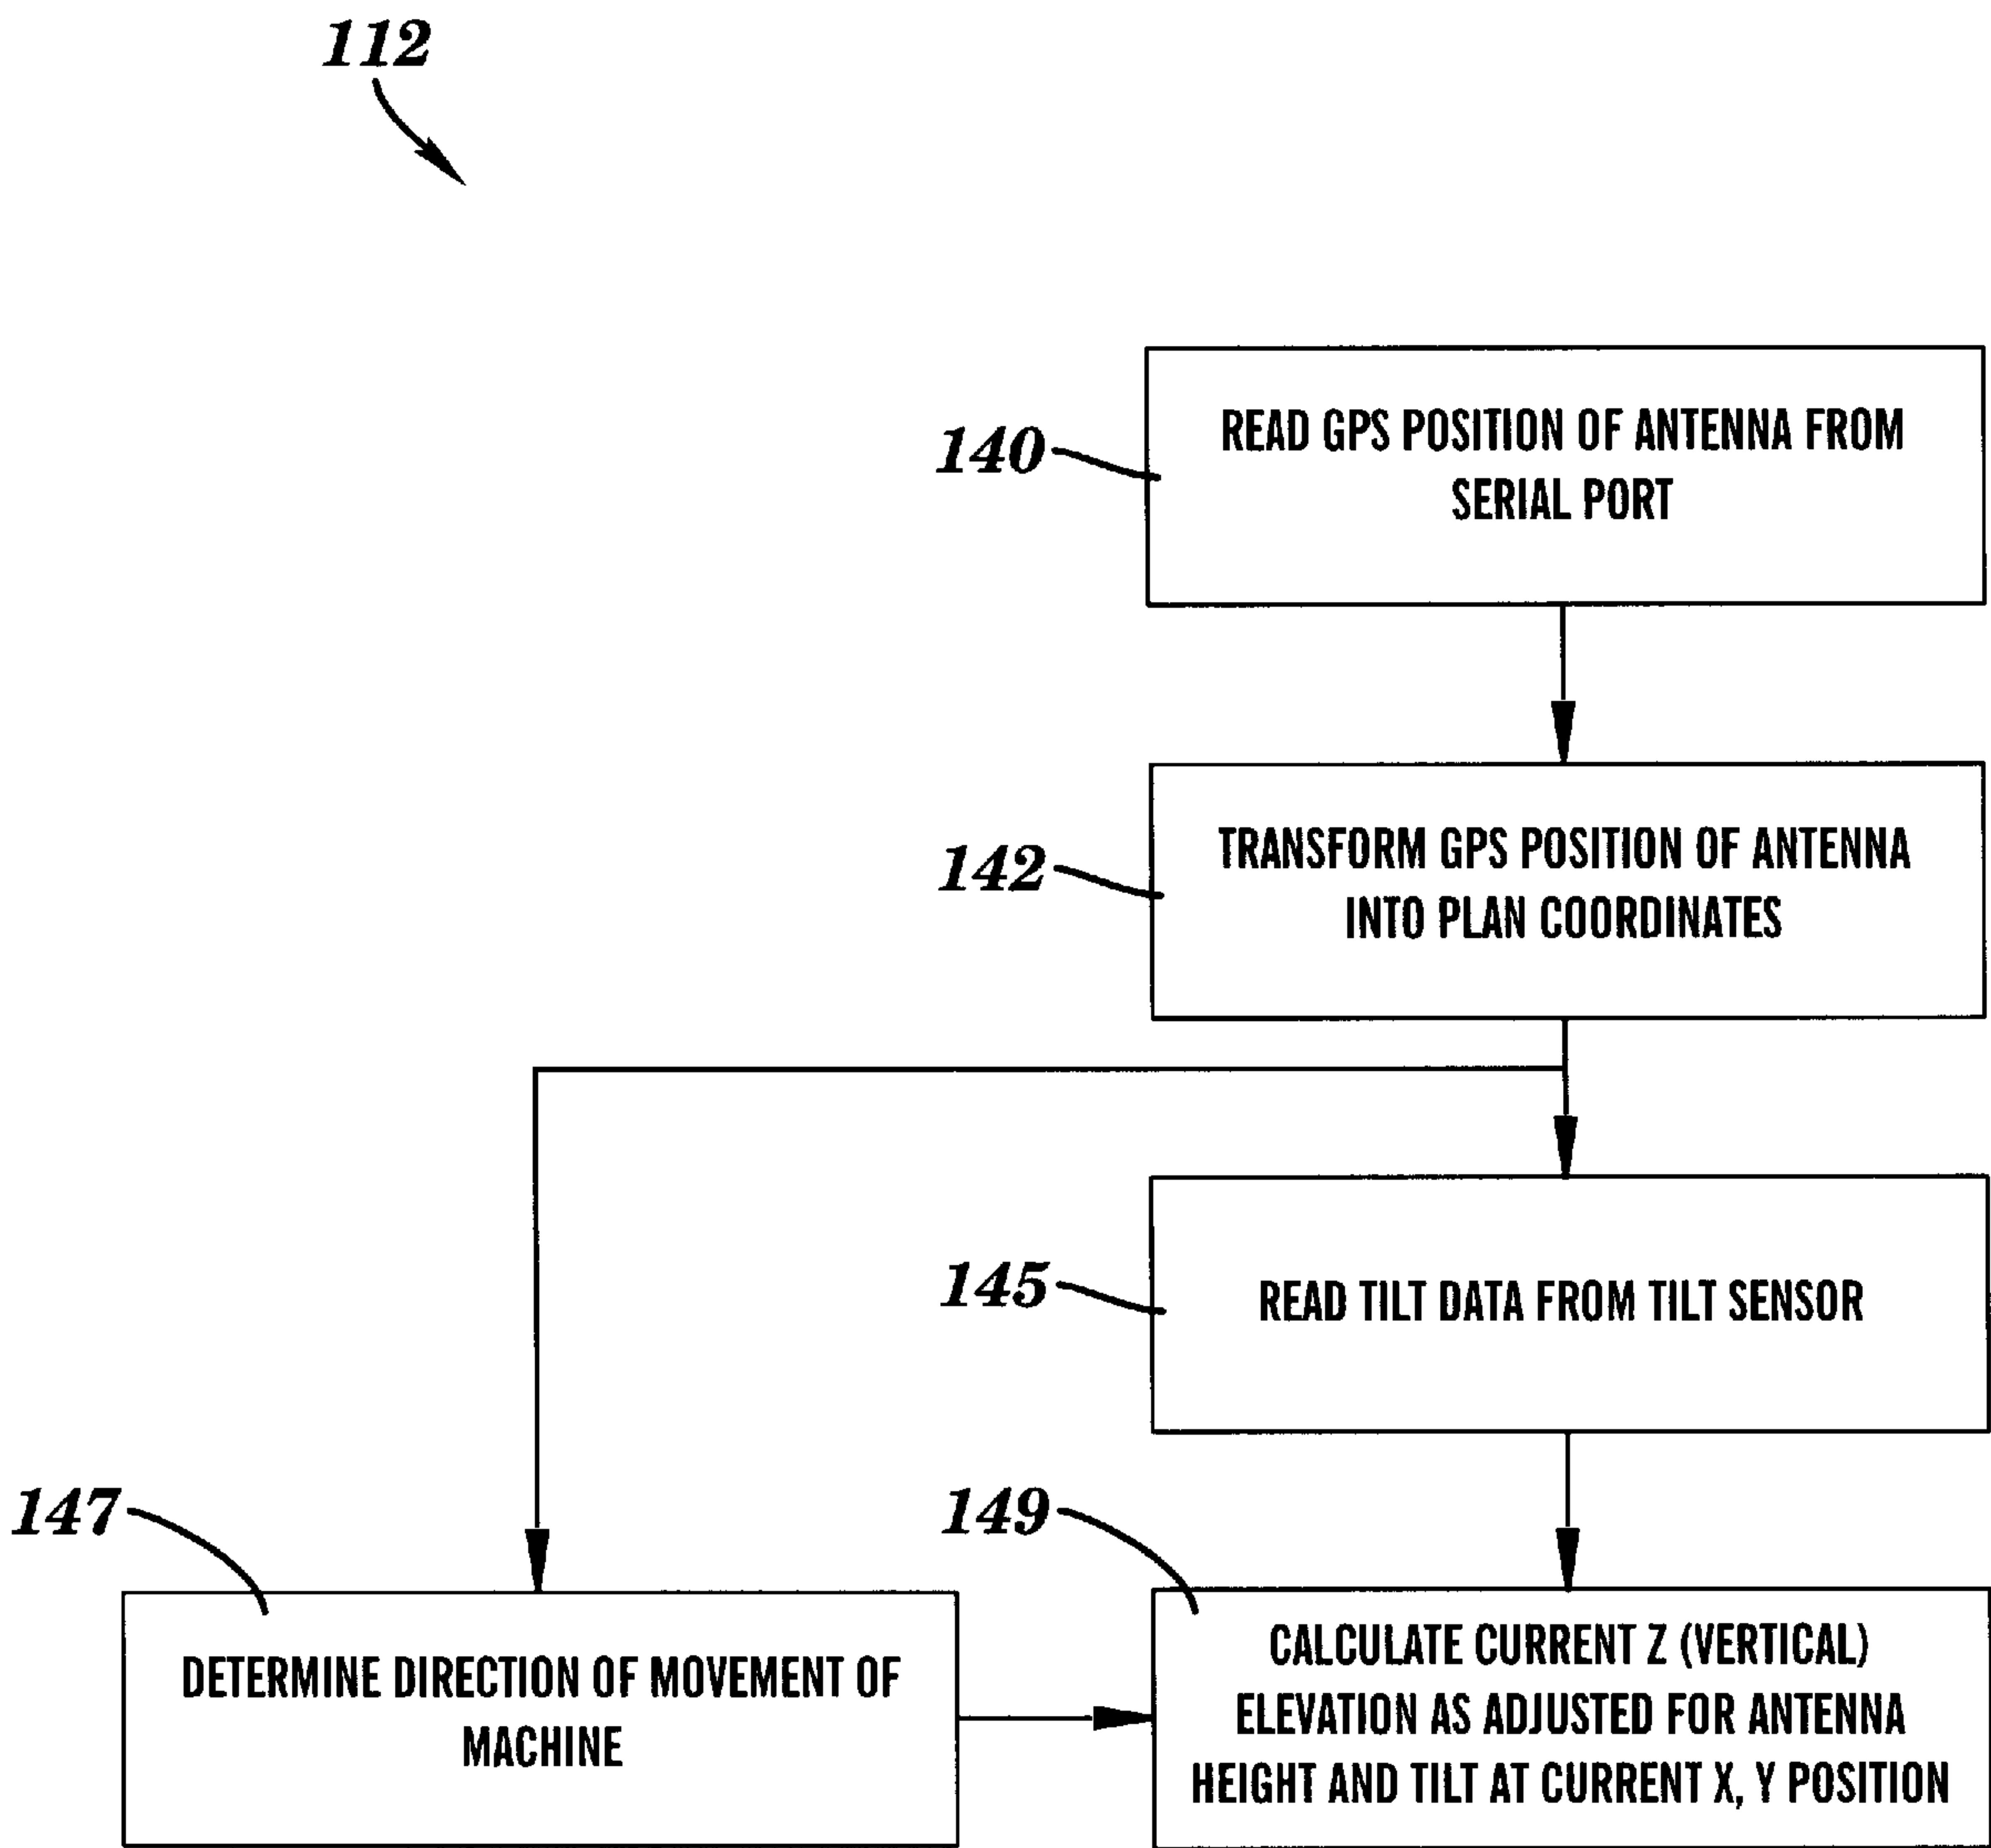 112
140
READ GPS POSITION OF ANTENNA FROM
SERIAL PORT
142
TRANSFORM GPS POSITION OF ANTENNA
INTO PLAN COORDINATES
145
READ TILT DATA FROM TILT SENSOR
147
DETERMINE DIRECTION OF MOVEMENT OF
MACHINE
149
CALCULATE CURRENT Z (VERTICAL)
ELEVATION AS ADJUSTED FOR ANTENNA
HEIGHT AND TILT AT CURRENT X, Y POSITION